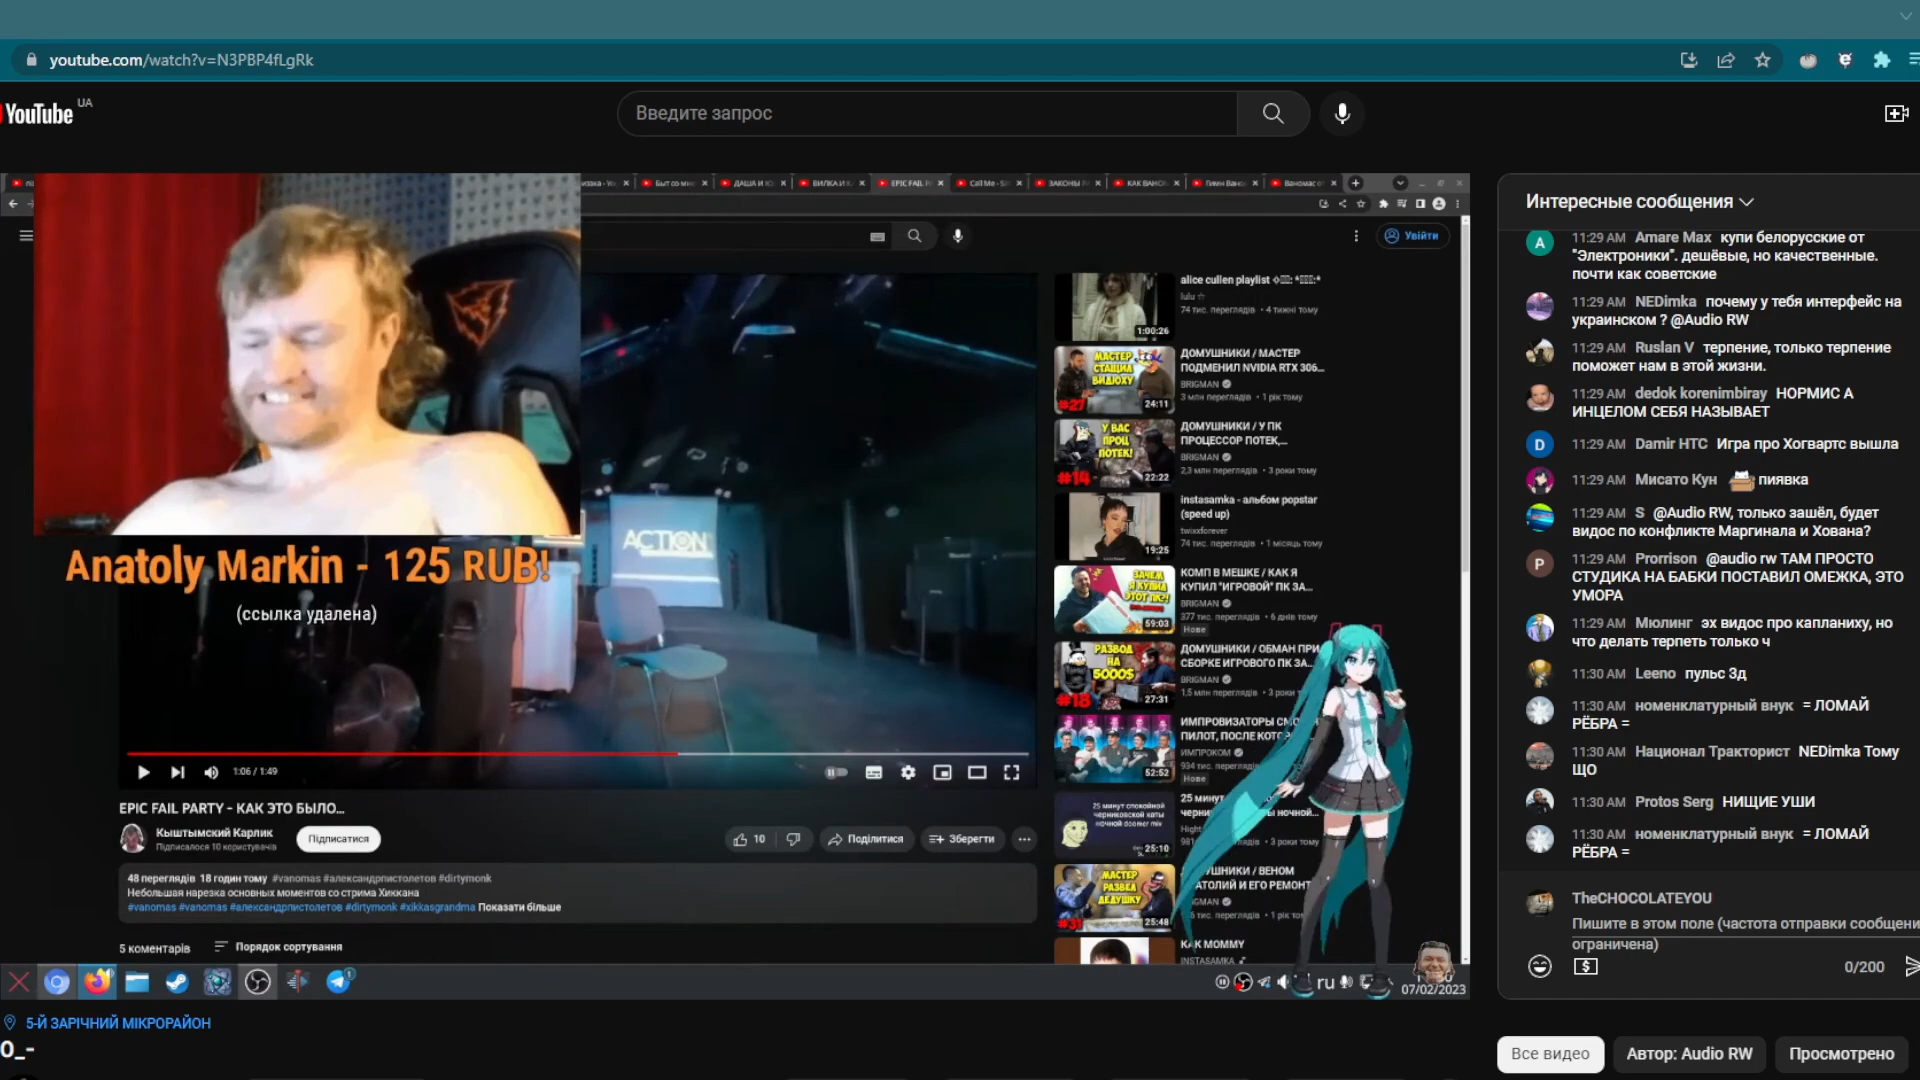 youtube.com/watch?v=N3PBP4fLgRk
YouTube UA
Введите запрос
Увійти
ACTION
Anatoly Markin - 125 RUB!
(ссылка удалена)
1:06 / 1:49
EPIC FAIL PARTY - КАК ЭТО БЫЛО...
Кыштымский Карлик
Підписалося 10 користувачів
Підписатися
10
Поділитися
Зберегти
48 переглядів 18 годин тому #vanomas #александрпистолетов #dirtymonk
Небольшая нарезка основных моментов со стрима Хиккана
#vanomas #vanomas #александрпистолетов #dirtymonk #xikkasgrandma Показати більше
5 коментарів
Порядок сортування
alice cullen playlist
lulu ☆
74 тис. переглядів • 4 тижні тому
1:00:26
ДОМУШНИКИ / МАСТЕР
ПОДМЕНИЛ NVIDIA RTX 306...
BRIGMAN
3 млн переглядів • 1 рік тому
МАСТЕР СТАЩИЛ ВИДЮХУ
#27
24:11
ДОМУШНИКИ / У ПК
ПРОЦЕССОР ПОТЕК,...
BRIGMAN
2,3 млн переглядів • 3 роки тому
У ВАС ПРОЦ ПОТЕК!
#14
22:22
instasamka - альбом popstar
(speed up)
twixxforever
74 тис. переглядів • 1 місяць тому
19:25
КОМП В МЕШКЕ / КАК Я
КУПИЛ "ИГРОВОЙ" ПК ЗА...
BRIGMAN
377 тис. переглядів • 6 днів тому
Нове
59:03
ДОМУШНИКИ / ОБМАН ПРИ
СБОРКЕ ИГРОВОГО ПК ЗА...
BRIGMAN
1,5 млн переглядів • 3 роки
РАЗВОД НА 5000$
#18
27:31
ИМПРОВИЗАТОРЫ
ПИЛОТ, ПОСЛЕ
ИМПРОКОМ
934 тис. переглядів
Нове
52:52
25 минут
25 минут спокойной
черниковской хаты
ночной doomer mix
25:10
• 3 роки тому
/ ВЕНОМ
И ЕГО РЕМОНТ
МАСТЕР РАЗВЕЛ ДЕДУШКУ
#31
25:48
КАК MOMMY
INSTASAMKA
ru
07/02/2023
Интересные сообщения
11:29 AM Amare Max купи белорусские от
"Электроники". дешёвые, но качественные.
почти как советские
11:29 AM NEDimka почему у тебя интерфейс на
украинском ? @Audio RW
11:29 AM Ruslan V терпение, только терпение
поможет нам в этой жизни.
11:29 AM dedok korenimbiray НОРМИС А
ИНЦЕЛОМ СЕБЯ НАЗЫВАЕТ
11:29 AM Damir HTC Игра про Хогвартс вышла
11:29 AM Мисато Кун пиявка
11:29 AM S @Audio RW, только зашёл, будет
видос по конфликте Маргинала и Хована?
11:29 AM Prorrison @audio rw ТАМ ПРОСТО
СТУДИКА НА БАБКИ ПОСТАВИЛ ОМЕЖКА, ЭТО
УМОРА
11:29 AM Мюлинг эх видос про капланиху, но
что делать терпеть только ч
11:30 AM Leeno пульс 3д
11:30 AM номенклатурный внук = ЛОМАЙ
РЁБРА =
11:30 AM Национал Тракторист NEDimka Тому
ЩО
11:30 AM Protos Serg НИЩИЕ УШИ
11:30 AM номенклатурный внук = ЛОМАЙ
РЁБРА =
TheCHOCOLATEYOU
Пишите в этом поле (частота отправки
ограничена)
0/200
5-Й ЗАРІЧНИЙ МІКРОРАЙОН
0_-
Все видео
Автор: Audio RW
Просмотрено